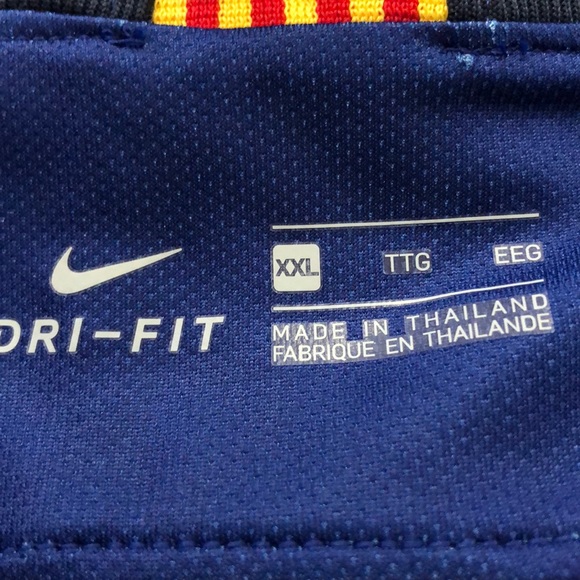 XXL TTG EEG
DRI-FIT
MADE IN THAILAND
FABRIQUE EN THAILANDE